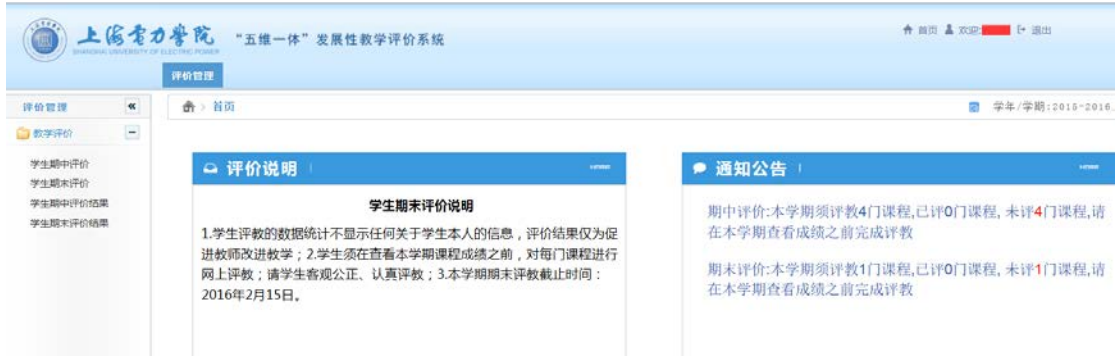 上海电力学院 “五维一体”发展性教学评价系统 首页 欢迎: 退出
SHANGHAI UNIVERSITY OF ELECTRIC POWER
评价管理
评价管理 首页 学年/学期:2015-2016
教学评价
学生期中评价
学生期末评价
学生期中评价结果
学生期末评价结果
评价说明
学生期末评价说明
1.学生评教的数据统计不显示任何关于学生本人的信息，评价结果仅为促
进教师改进教学；2.学生须在查看本学期课程成绩之前，对每门课程进行
网上评教；请学生客观公正、认真评教；3.本学期期末评教截止时间：
2016年2月15日。
通知公告
期中评价:本学期须评教4门课程,已评0门课程, 未评4门课程,请
在本学期查看成绩之前完成评教
期末评价:本学期须评教1门课程,已评0门课程, 未评1门课程,请
在本学期查看成绩之前完成评教